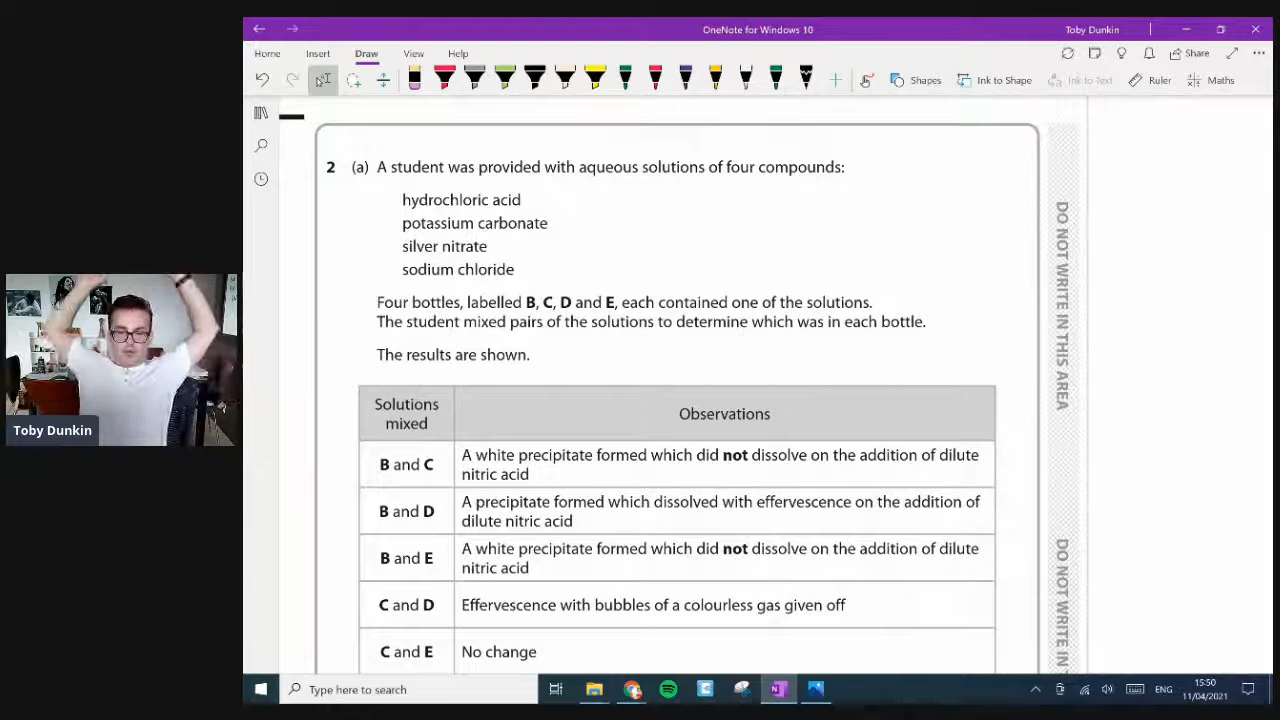 OneNote for Windows 10
Toby Dunkin
Home Insert Draw View Help
Share
Shapes Ink to Shape Ink to Text Ruler Maths
2 (a) A student was provided with aqueous solutions of four compounds:
hydrochloric acid
potassium carbonate
silver nitrate
sodium chloride
Four bottles, labelled B, C, D and E, each contained one of the solutions.
The student mixed pairs of the solutions to determine which was in each bottle.
The results are shown.
Solutions
mixed
Observations
B and C
A white precipitate formed which did not dissolve on the addition of dilute
nitric acid
B and D
A precipitate formed which dissolved with effervescence on the addition of
dilute nitric acid
B and E
A white precipitate formed which did not dissolve on the addition of dilute
nitric acid
C and D
Effervescence with bubbles of a colourless gas given off
C and E
No change
DO NOT WRITE IN THIS AREA
DO NOT WRITE IN
Toby Dunkin
Type here to search
ENG
15:50
11/04/2021